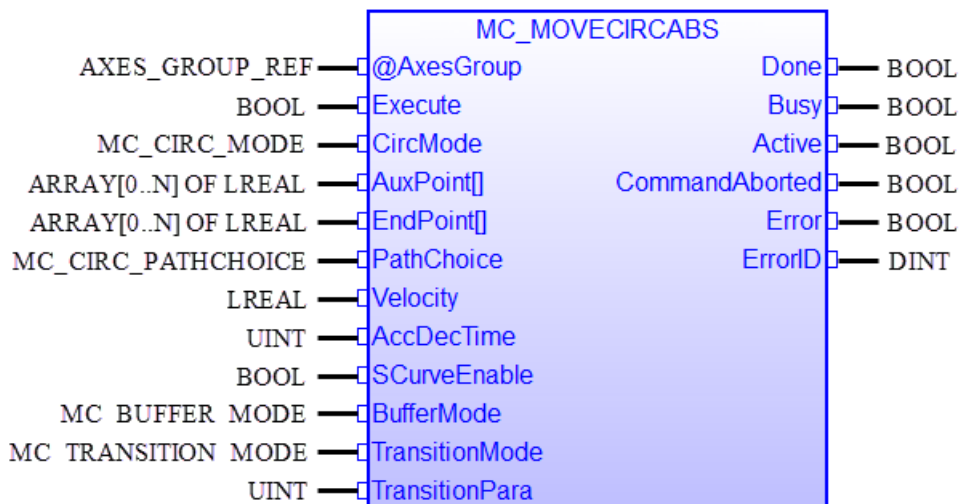 MC_MOVECIRCABS
AXES_GROUP_REF @AxesGroup Done BOOL
BOOL Execute Busy BOOL
MC_CIRC_MODE CircMode Active BOOL
ARRAY[0..N] OF LREAL AuxPoint[] CommandAborted BOOL
ARRAY[0..N] OF LREAL EndPoint[] Error BOOL
MC_CIRC_PATHCHOICE PathChoice ErrorID DINT
LREAL Velocity
UINT AccDecTime
BOOL SCurveEnable
MC BUFFER MODE BufferMode
MC TRANSITION MODE TransitionMode
UINT TransitionPara